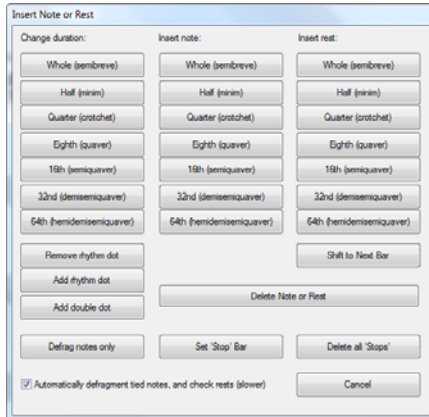 Insert Note or Rest
Change duration: Insert note: Insert rest:
Whole (semibreve) Whole (semibreve) Whole (semibreve)
Half (minim) Half (minim) Half (minim)
Quarter (crotchet) Quarter (crotchet) Quarter (crotchet)
Eighth (quaver) Eighth (quaver) Eighth (quaver)
16th (semiquaver) 16th (semiquaver) 16th (semiquaver)
32nd (demisemiquaver) 32nd (demisemiquaver) 32nd (demisemiquaver)
64th (hemidemisemiquaver) 64th (hemidemisemiquaver) 64th (hemidemisemiquaver)
Remove rhythm dot Shift to Next Bar
Add rhythm dot
Delete Note or Rest
Add double dot
Defrag notes only Set 'Stop' Bar Delete all 'Stops'
Automatically defragment tied notes, and check rests (slower) Cancel